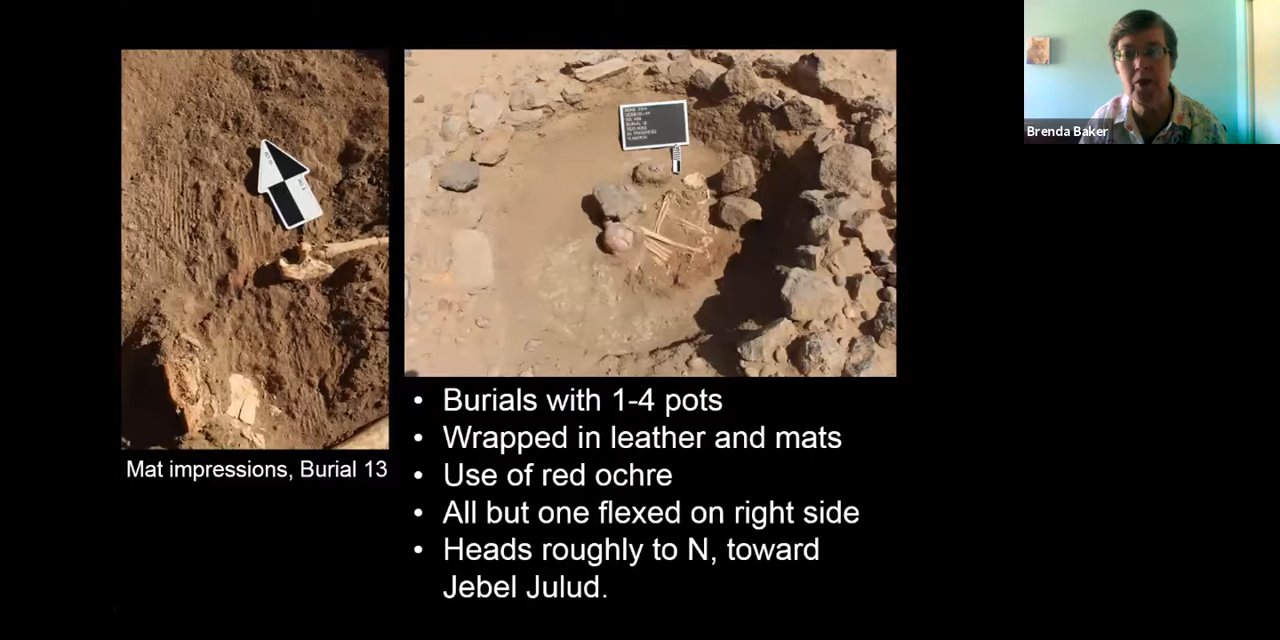 Brenda Baker
Mat impressions, Burial 13
• Burials with 1-4 pots
• Wrapped in leather and mats
• Use of red ochre
• All but one flexed on right side
• Heads roughly to N, toward
Jebel Julud.